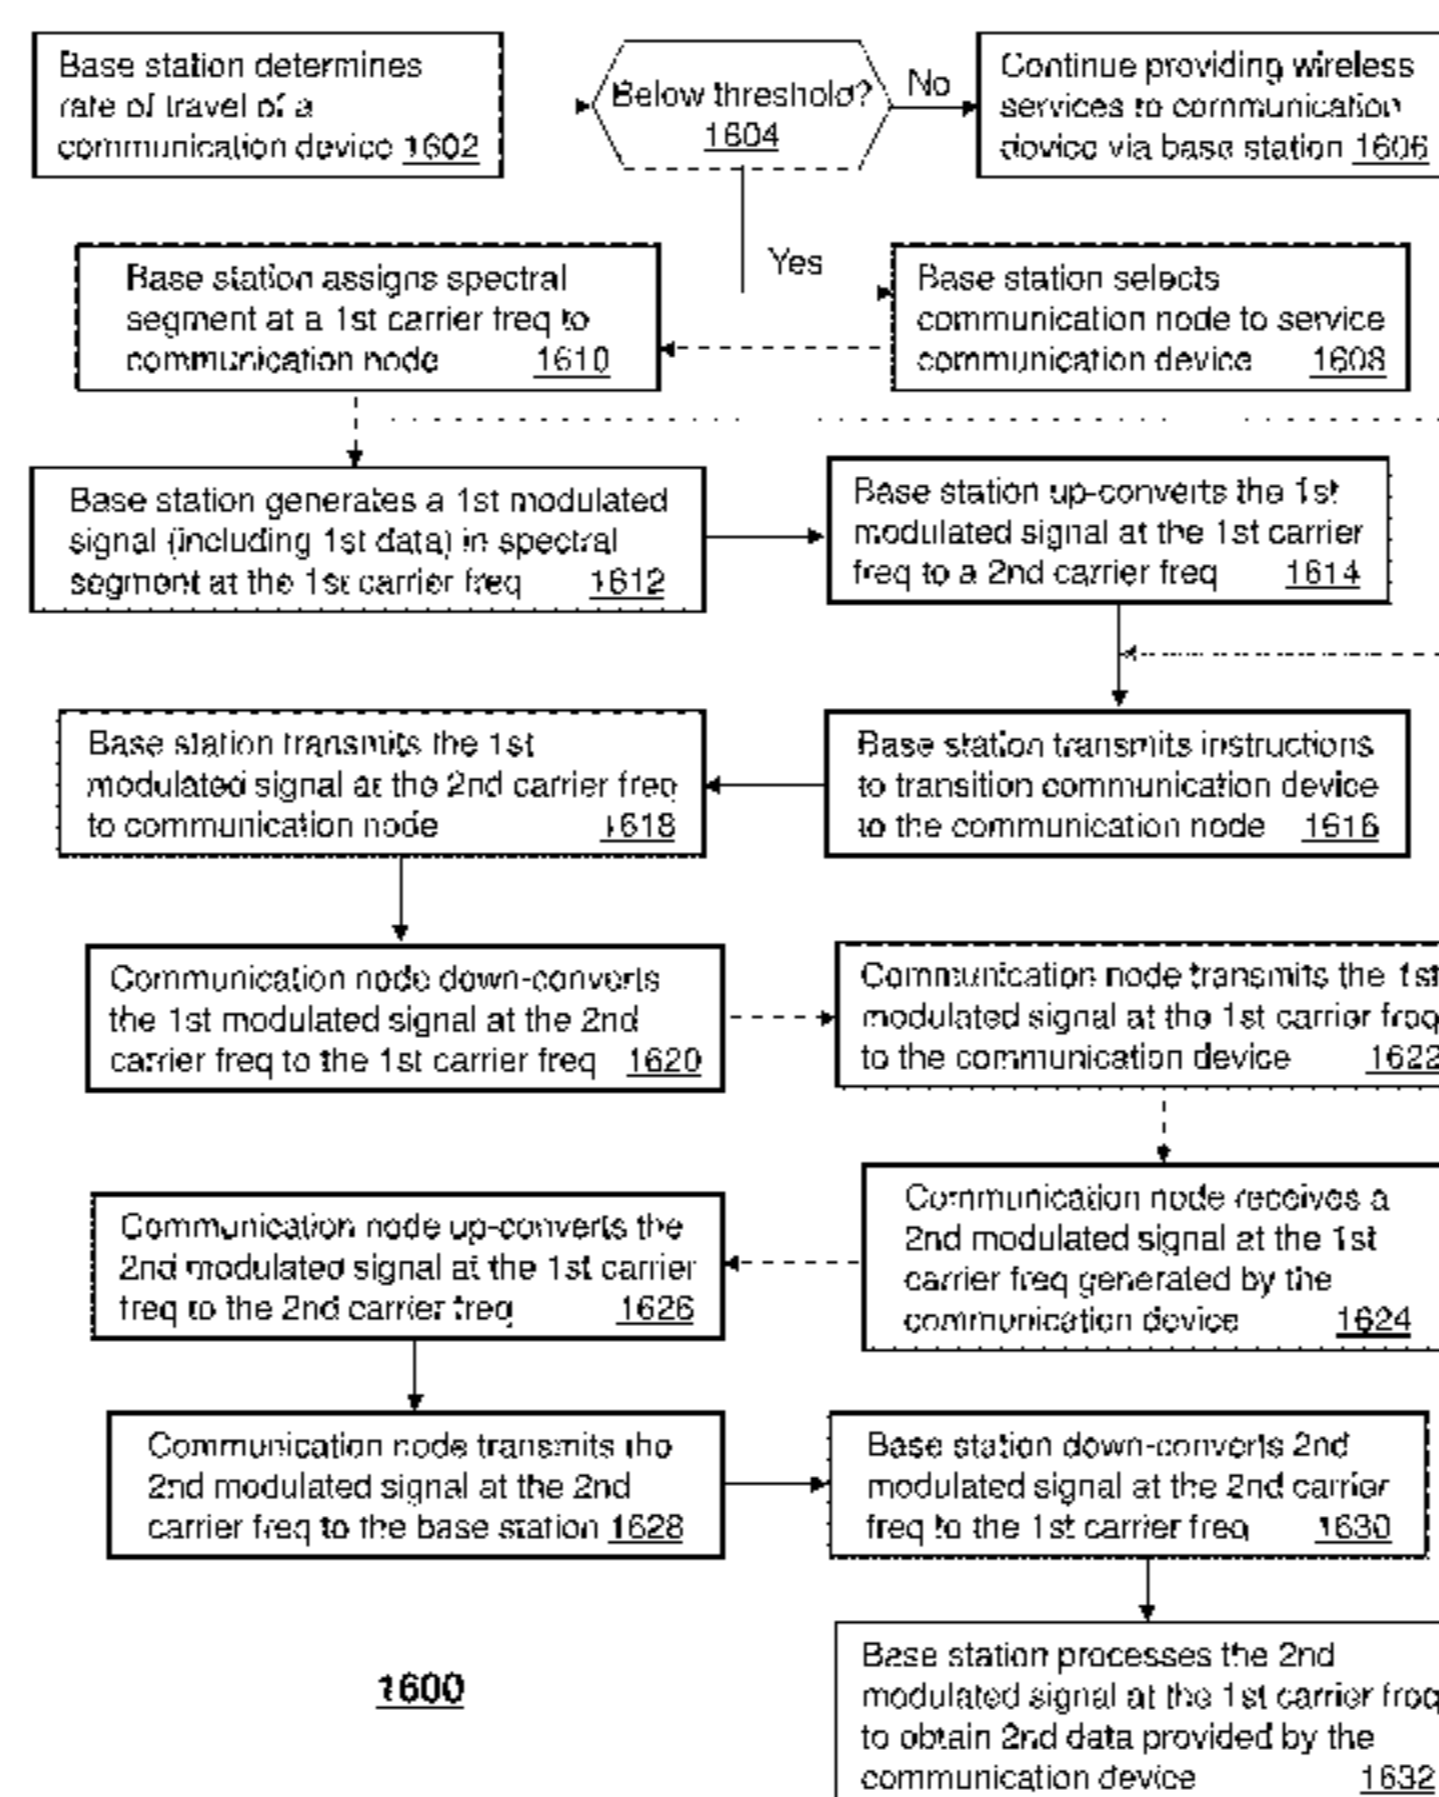 Base station determines
rate of travel of a
communication device 1602
Below threshold?
1604
No
Continue providing wireless
services to communication
device via base station 1606
Yes
Base station assigns spectral
segment at a 1st carrier freq to
communication node 1610
Base station selects
communication node to service
communication device 1608
Base station generates a 1st modulated
signal (including 1st data) in spectral
segment at the 1st carrier freq 1612
Base station up-converts the 1st
modulated signal at the 1st carrier
freq to a 2nd carrier freq 1614
Base station transmits the 1st
modulated signal at the 2nd carrier freq
to communication node 1618
Base station transmits instructions
to transition communication device
to the communication node 1616
Communication node down-converts
the 1st modulated signal at the 2nd
carrier freq to the 1st carrier freq 1620
Communication node transmits the 1st
modulated signal at the 1st carrier freq
to the communication device 1622
Communication node up-converts the
2nd modulated signal at the 1st carrier
freq to the 2nd carrier freq 1626
Communication node receives a
2nd modulated signal at the 1st
carrier freq generated by the
communication device 1624
Communication node transmits the
2nd modulated signal at the 2nd
carrier freq to the base station 1628
Base station down-converts 2nd
modulated signal at the 2nd carrier
freq to the 1st carrier freq 1630
1600
Base station processes the 2nd
modulated signal at the 1st carrier freq
to obtain 2nd data provided by the
communication device 1632